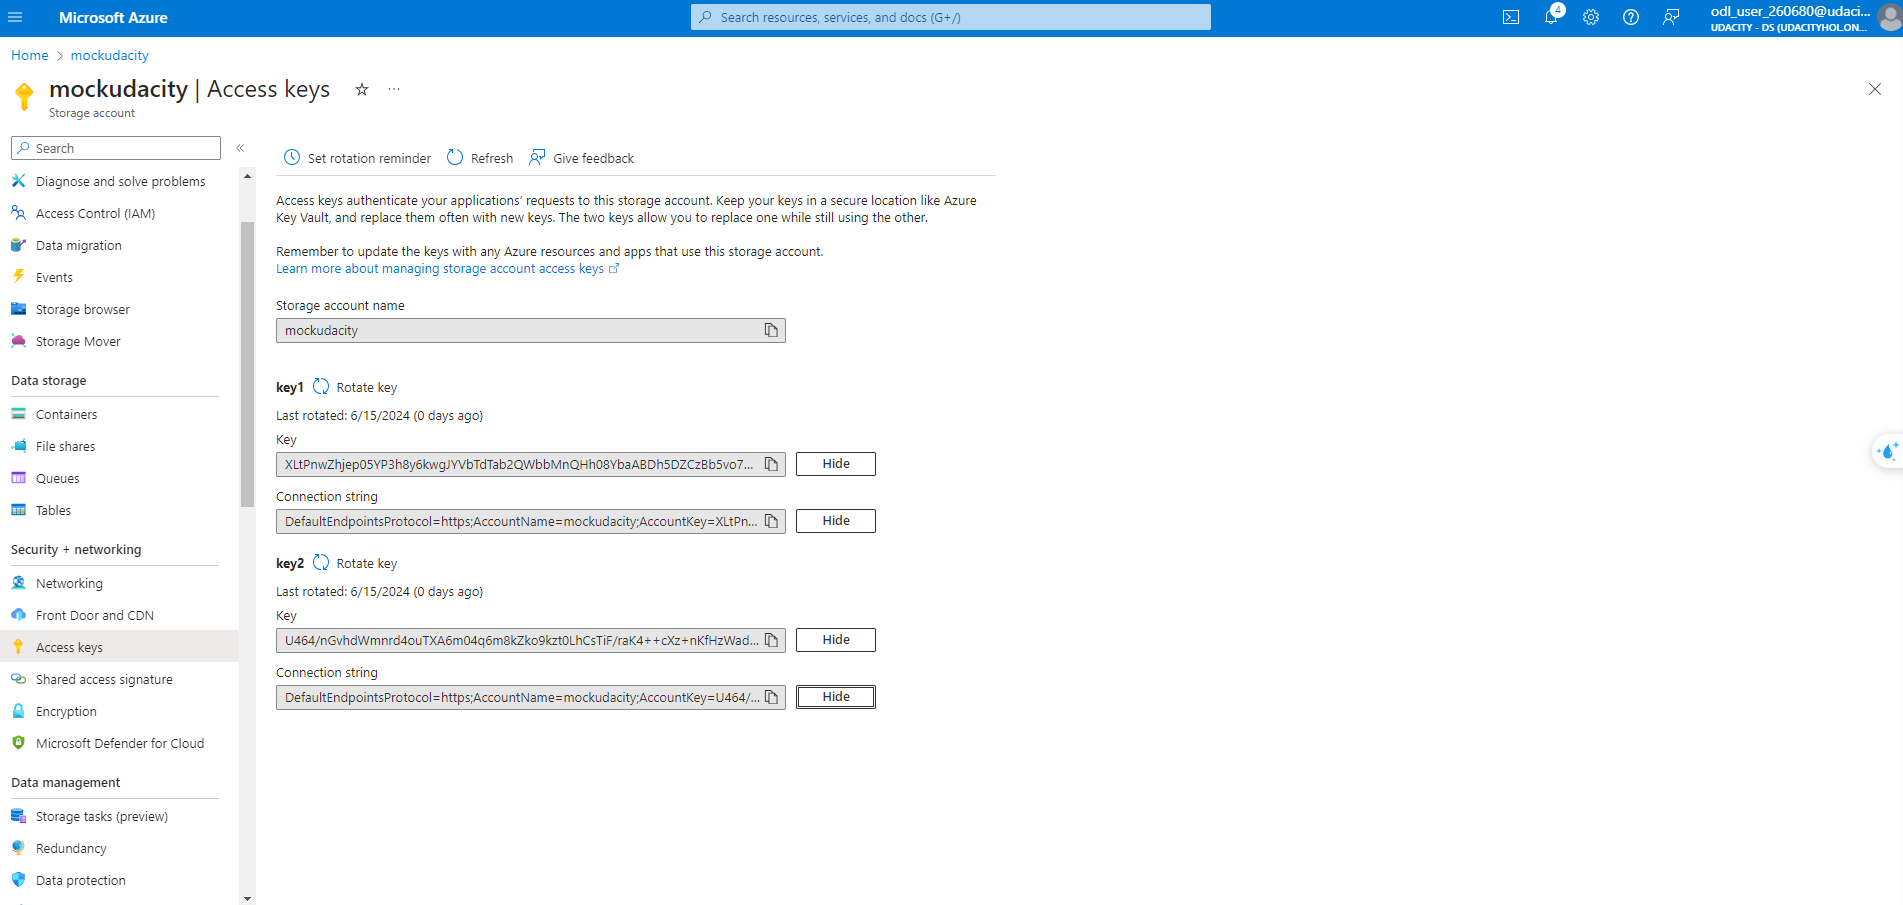 Microsoft Azure
Search resources, services, and docs (G+/)
4
odl_user_260680@udaci...
UDACITY - DS (UDACITYHOL.ON...
Home > mockudacity
mockudacity | Access keys
...
Storage account
Search
«
Diagnose and solve problems
Access Control (IAM)
Data migration
Events
Storage browser
Storage Mover
Data storage
Containers
File shares
Queues
Tables
Security + networking
Networking
Front Door and CDN
Access keys
Shared access signature
Encryption
Microsoft Defender for Cloud
Data management
Storage tasks (preview)
Redundancy
Data protection
Set rotation reminder
Refresh
Give feedback
Access keys authenticate your applications' requests to this storage account. Keep your keys in a secure location like Azure
Key Vault, and replace them often with new keys. The two keys allow you to replace one while still using the other.
Remember to update the keys with any Azure resources and apps that use this storage account.
Learn more about managing storage account access keys
Storage account name
mockudacity
key1
Rotate key
Last rotated: 6/15/2024 (0 days ago)
Key
XLtPnwZhjep05YP3h8y6kwgJYVbTdTab2QWbbMnQHh08YbaABDh5DZCzBb5vo7...
Hide
Connection string
DefaultEndpointsProtocol=https;AccountName=mockudacity;AccountKey=XLtPn...
Hide
key2
Rotate key
Last rotated: 6/15/2024 (0 days ago)
Key
U464/nGvhdWmnrd4ouTXA6m04q6m8kZko9kzt0LhCsTiF/raK4++cXz+nKfHzWad...
Hide
Connection string
DefaultEndpointsProtocol=https;AccountName=mockudacity;AccountKey=U464/...
Hide